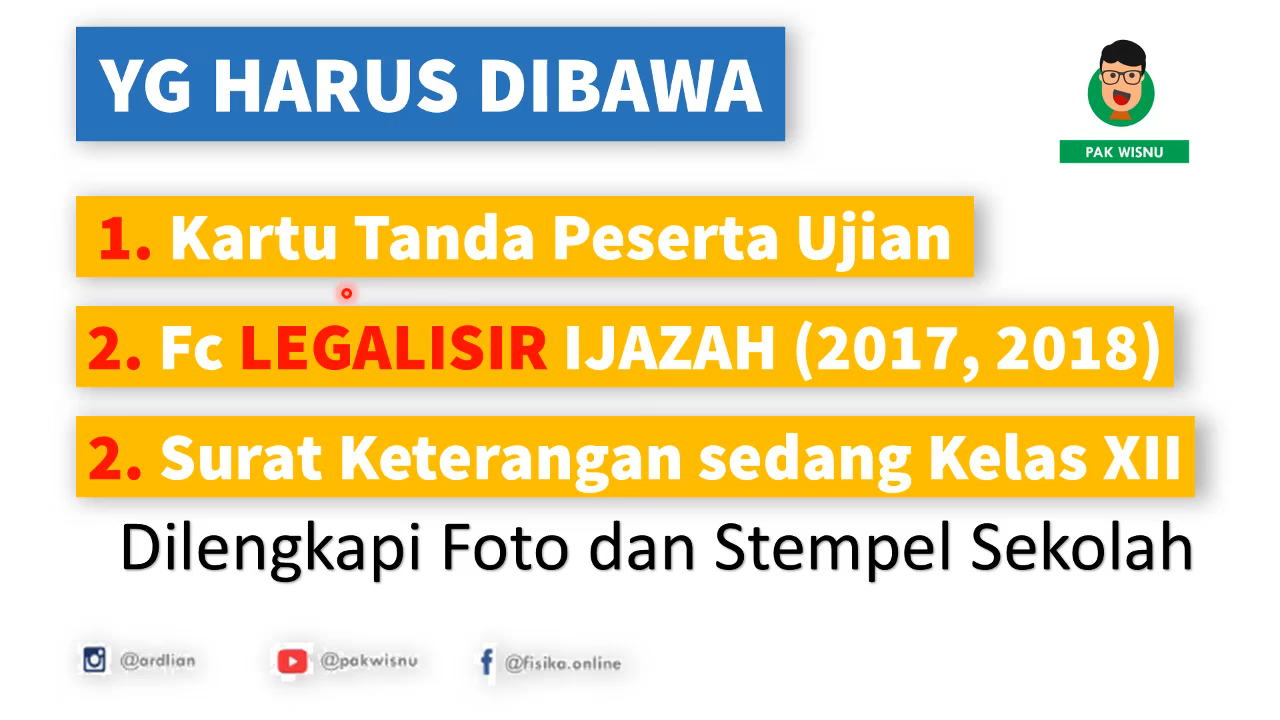 YG HARUS DIBAWA
PAK WISNU
1. Kartu Tanda Peserta Ujian
2. Fc LEGALISIR IJAZAH (2017, 2018)
2. Surat Keterangan sedang Kelas XII
Dilengkapi Foto dan Stempel Sekolah
@ardlian
@pakwisnu
@fisika.online